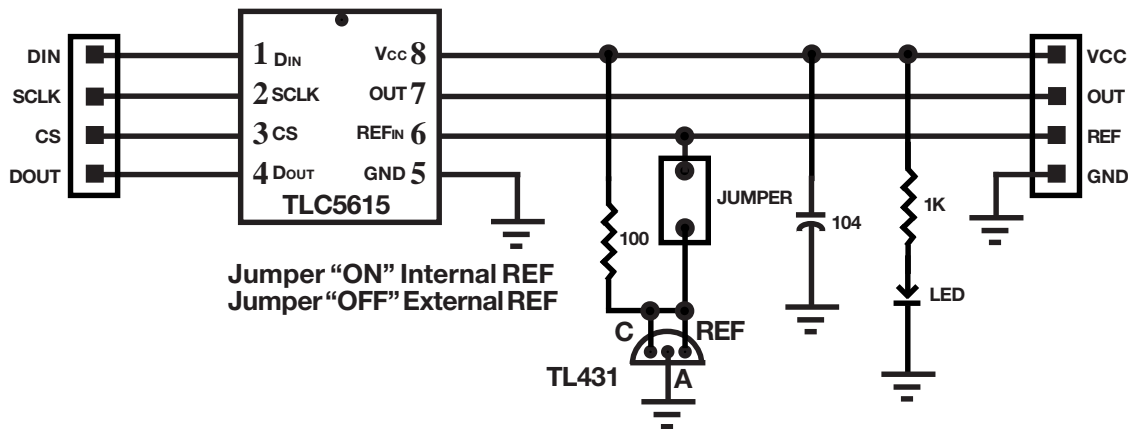 DIN
SCLK
CS
DOUT
1 DIN
2 SCLK
3 CS
4 DOUT
VCC 8
OUT 7
REFIN 6
GND 5
TLC5615
VCC
OUT
REF
GND
JUMPER
100
104
1K
LED
Jumper “ON” Internal REF
Jumper “OFF” External REF
C
REF
TL431
A